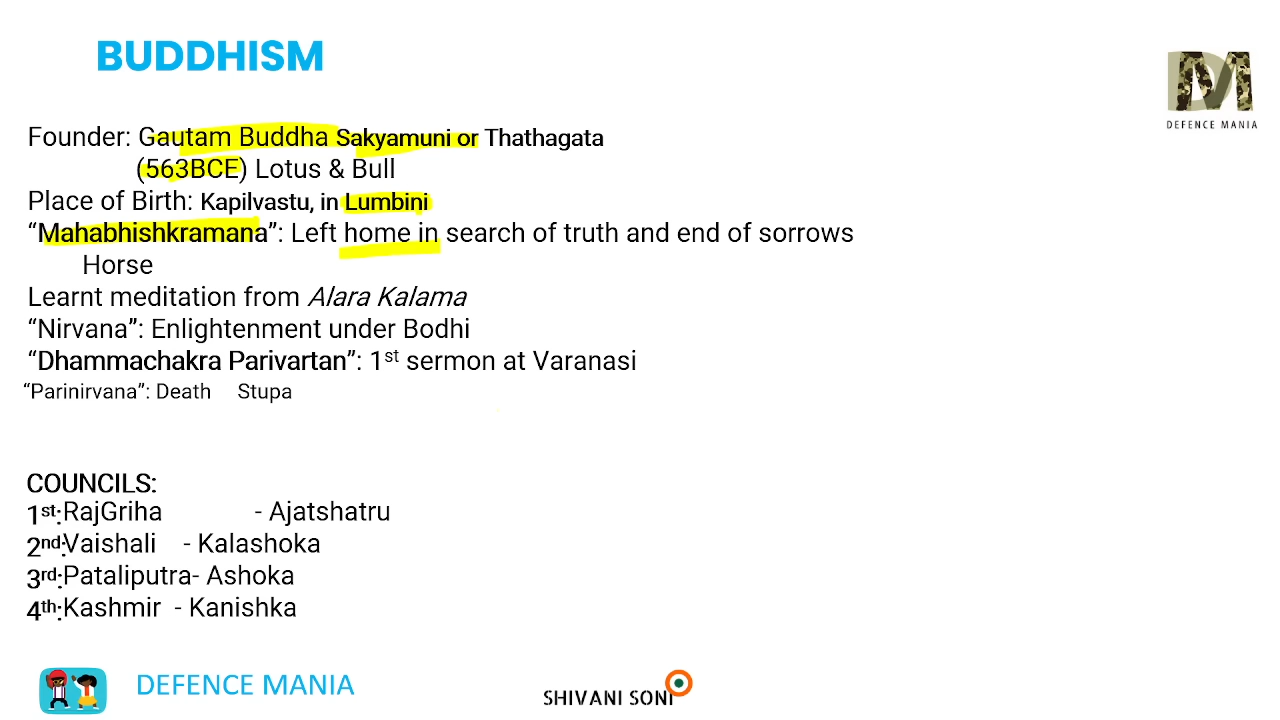 BUDDHISM
DEFENCE MANIA
Founder: Gautam Buddha Sakyamuni or Thathagata
(563BCE) Lotus & Bull
Place of Birth: Kapilvastu, in Lumbini
“Mahabhishkramana”: Left home in search of truth and end of sorrows
Horse
Learnt meditation from Alara Kalama
“Nirvana”: Enlightenment under Bodhi
“Dhammachakra Parivartan”: 1st sermon at Varanasi
“Parinirvana”: Death Stupa
COUNCILS:
1st:RajGriha - Ajatshatru
2nd:Vaishali - Kalashoka
3rd:Pataliputra- Ashoka
4th:Kashmir - Kanishka
DEFENCE MANIA
SHIVANI SONI